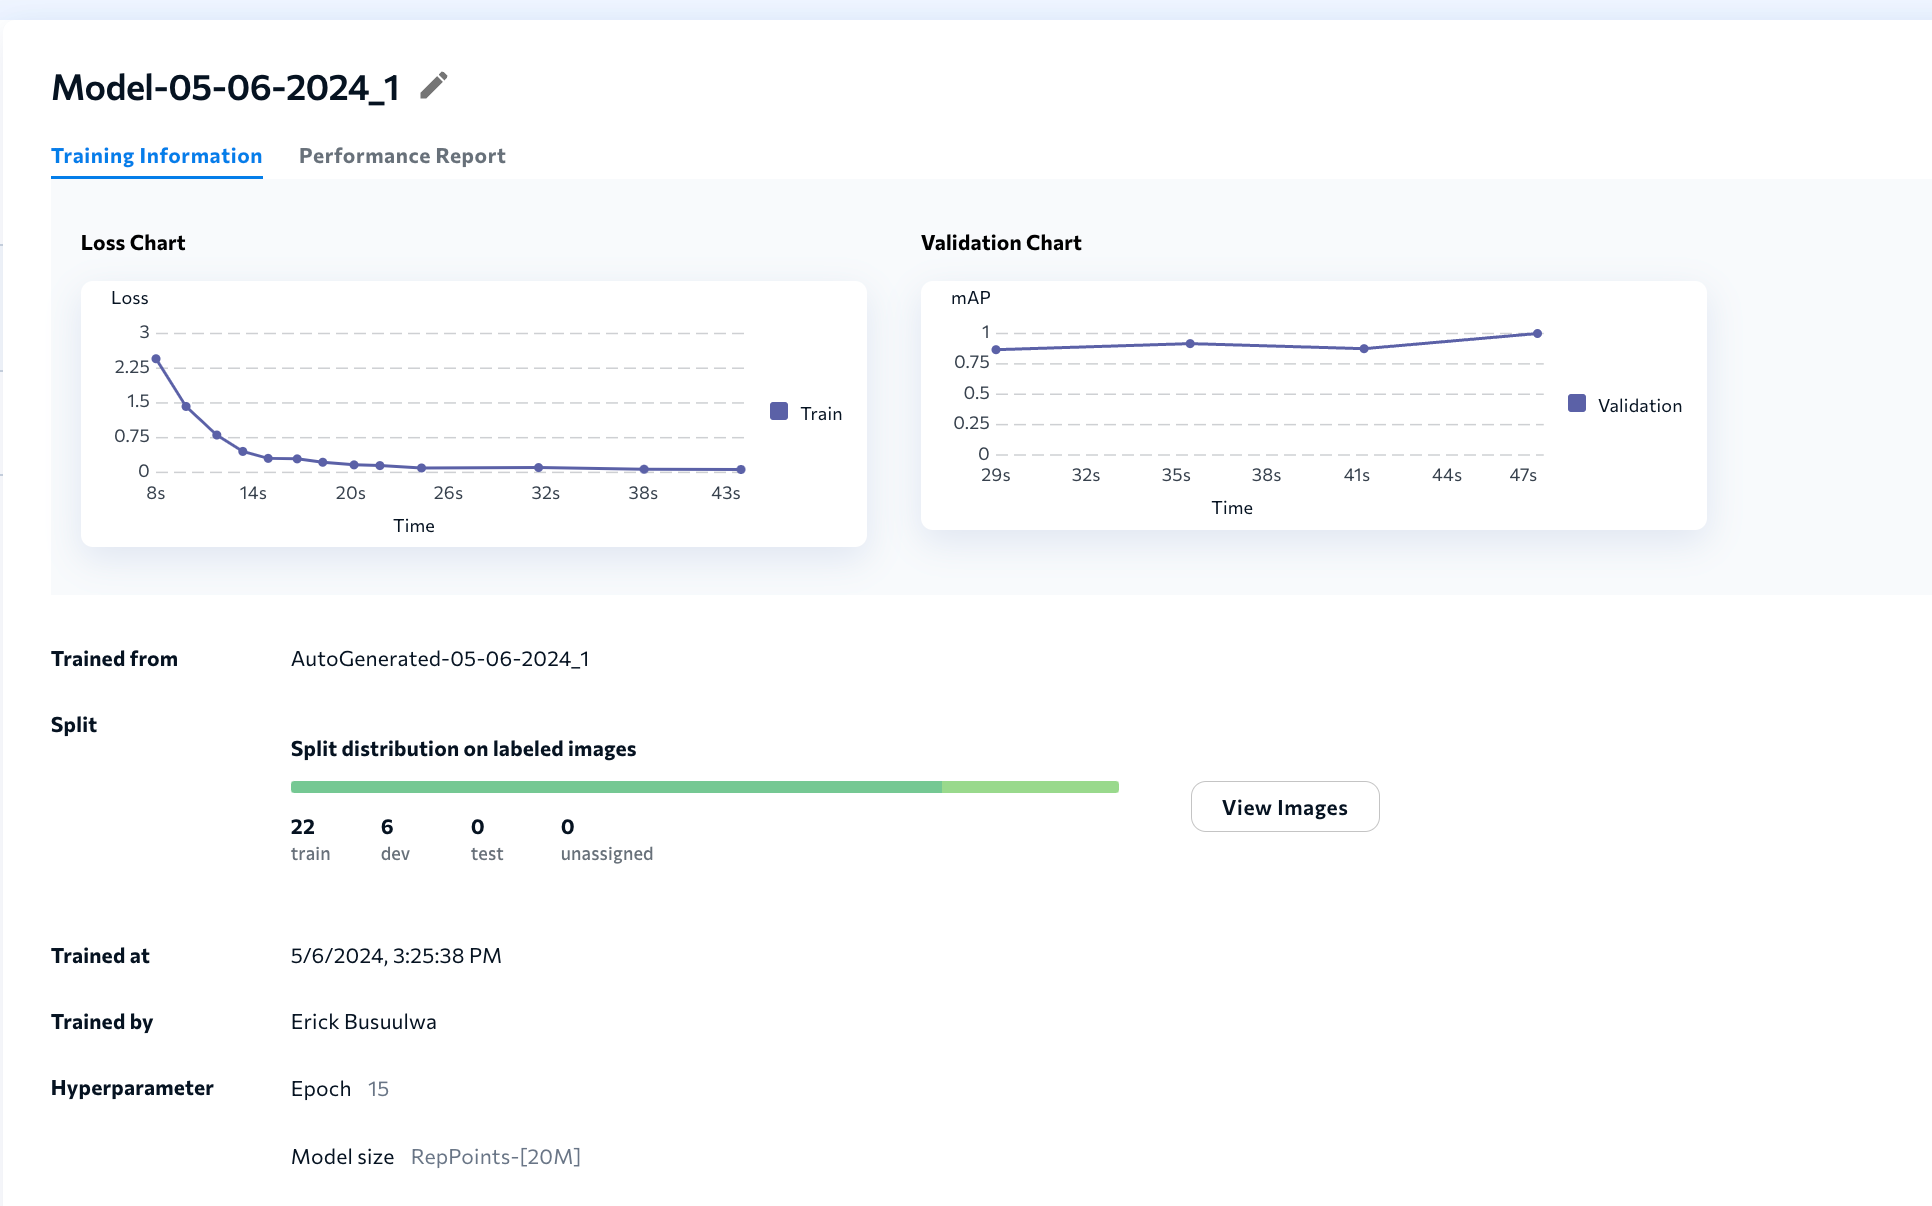 Model-05-06-2024_1
Training Information Performance Report
Loss Chart
Loss
3
2.25
1.5
0.75
0
8s 14s 20s 26s 32s 38s 43s
Time
Train
Validation Chart
mAP
1
0.75
0.5
0.25
0
29s 32s 35s 38s 41s 44s 47s
Time
Validation
Trained from AutoGenerated-05-06-2024_1
Split
Split distribution on labeled images
22 6 0 0
train dev test unassigned
View Images
Trained at 5/6/2024, 3:25:38 PM
Trained by Erick Busuulwa
Hyperparameter Epoch 15
Model size RepPoints-[20M]